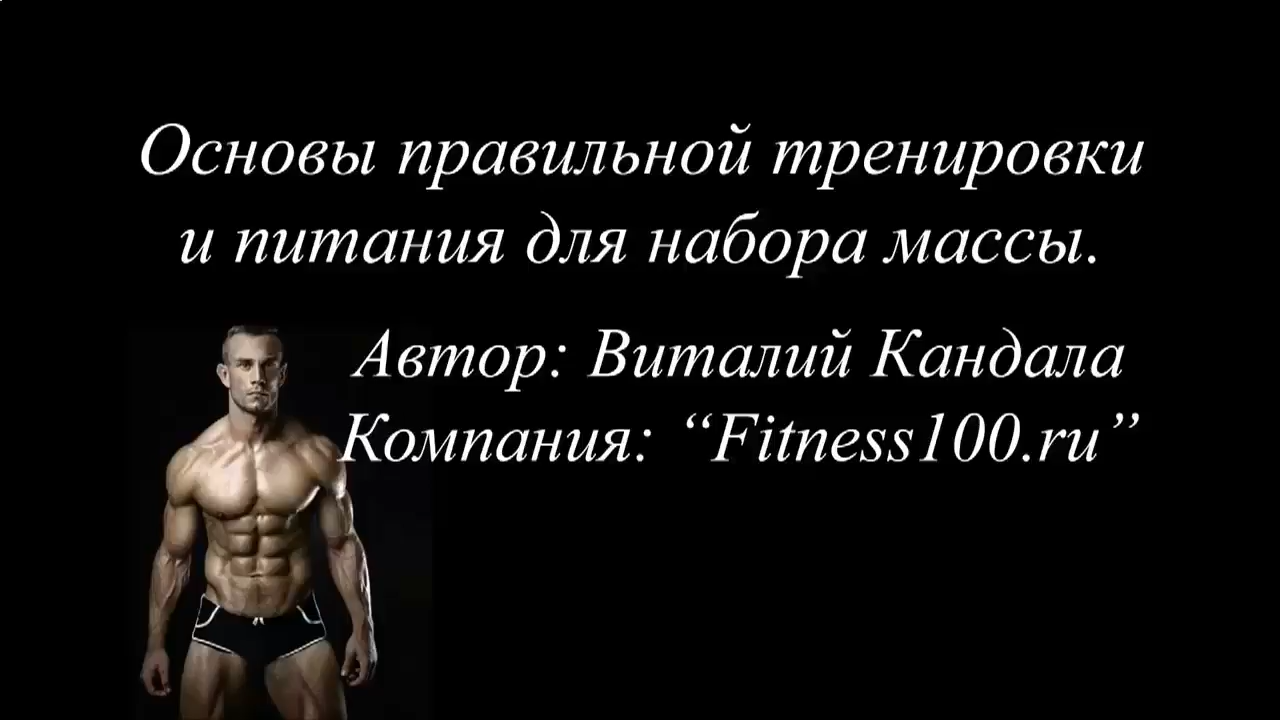 Основы правильной тренировки
и питания для набора массы.
Автор: Виталий Кандала
Компания: “Fitness100.ru”